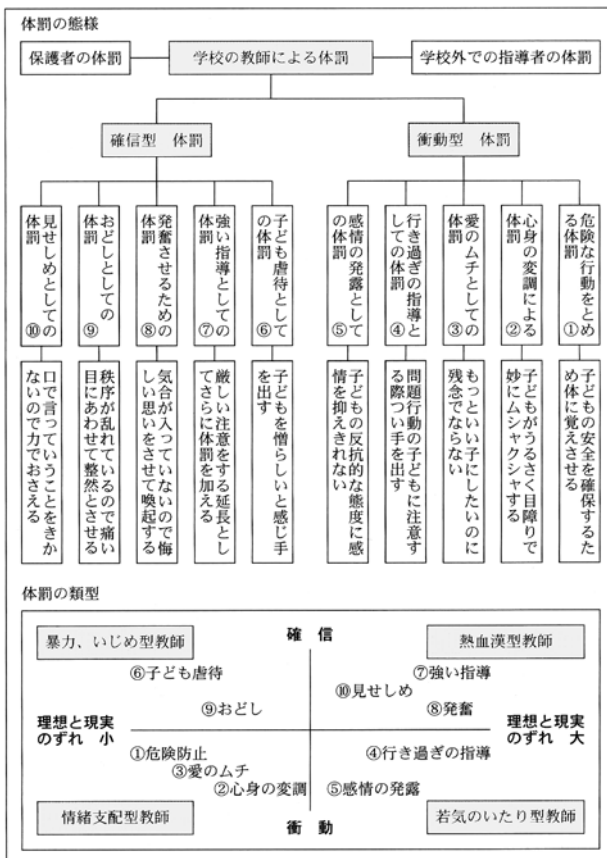 体罰の態様
保護者の体罰
学校の教師による体罰
学校外での指導者の体罰
確信型 体罰
衝動型 体罰
危険な行動をとめ
る体罰 ①
心身の変調による
体罰 ②
愛のムチとしての
体罰 ③
行き過ぎの指導と
しての体罰 ④
感情の発露として
の体罰 ⑤
子ども虐待として
の体罰 ⑥
強い指導としての
体罰 ⑦
発奮させるための
体罰 ⑧
おどしとしての
体罰 ⑨
見せしめとしての
体罰 ⑩
子どもの安全を確保するた
め体に覚えさせる
子どもがうるさく目障りで
妙にムシャクシャする
もっといい子にしたいのに
残念でならない
問題行動の子どもに注意す
る際つい手を出す
子どもの反抗的な態度に感
情を抑えきれない
子どもを憎らしいと感じ手
を出す
厳しい注意をする延長とし
てさらに体罰を加える
気合が入っていないので悔
しい思いをさせて喚起する
秩序が乱れているので痛い
目にあわせて整然とさせる
口で言っていうことをきか
ないので力でおさえる
体罰の類型
暴力、いじめ型教師
確 信
熱血漢型教師
⑥子ども虐待
⑦強い指導
⑩見せしめ
⑨おどし
⑧発奮
理想と現実
のずれ 小
理想と現実
のずれ 大
①危険防止
④行き過ぎの指導
③愛のムチ
②心身の変調
⑤感情の発露
情緒支配型教師
衝 動
若気のいたり型教師